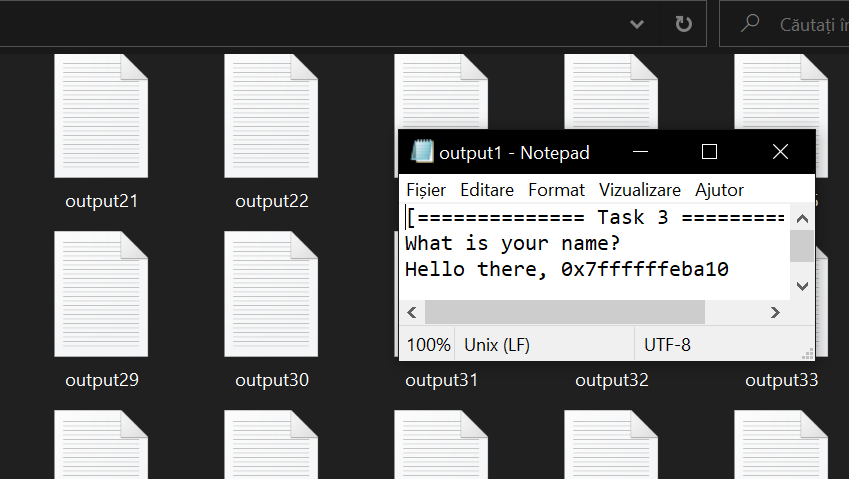 Căutați în
output21
output22
output1 - Notepad
Fișier Editare Format Vizualizare Ajutor
[============== Task 3 =========
What is your name?
Hello there, 0x7ffffffeba10
100% Unix (LF) UTF-8
output29
output30
output31
output32
output33